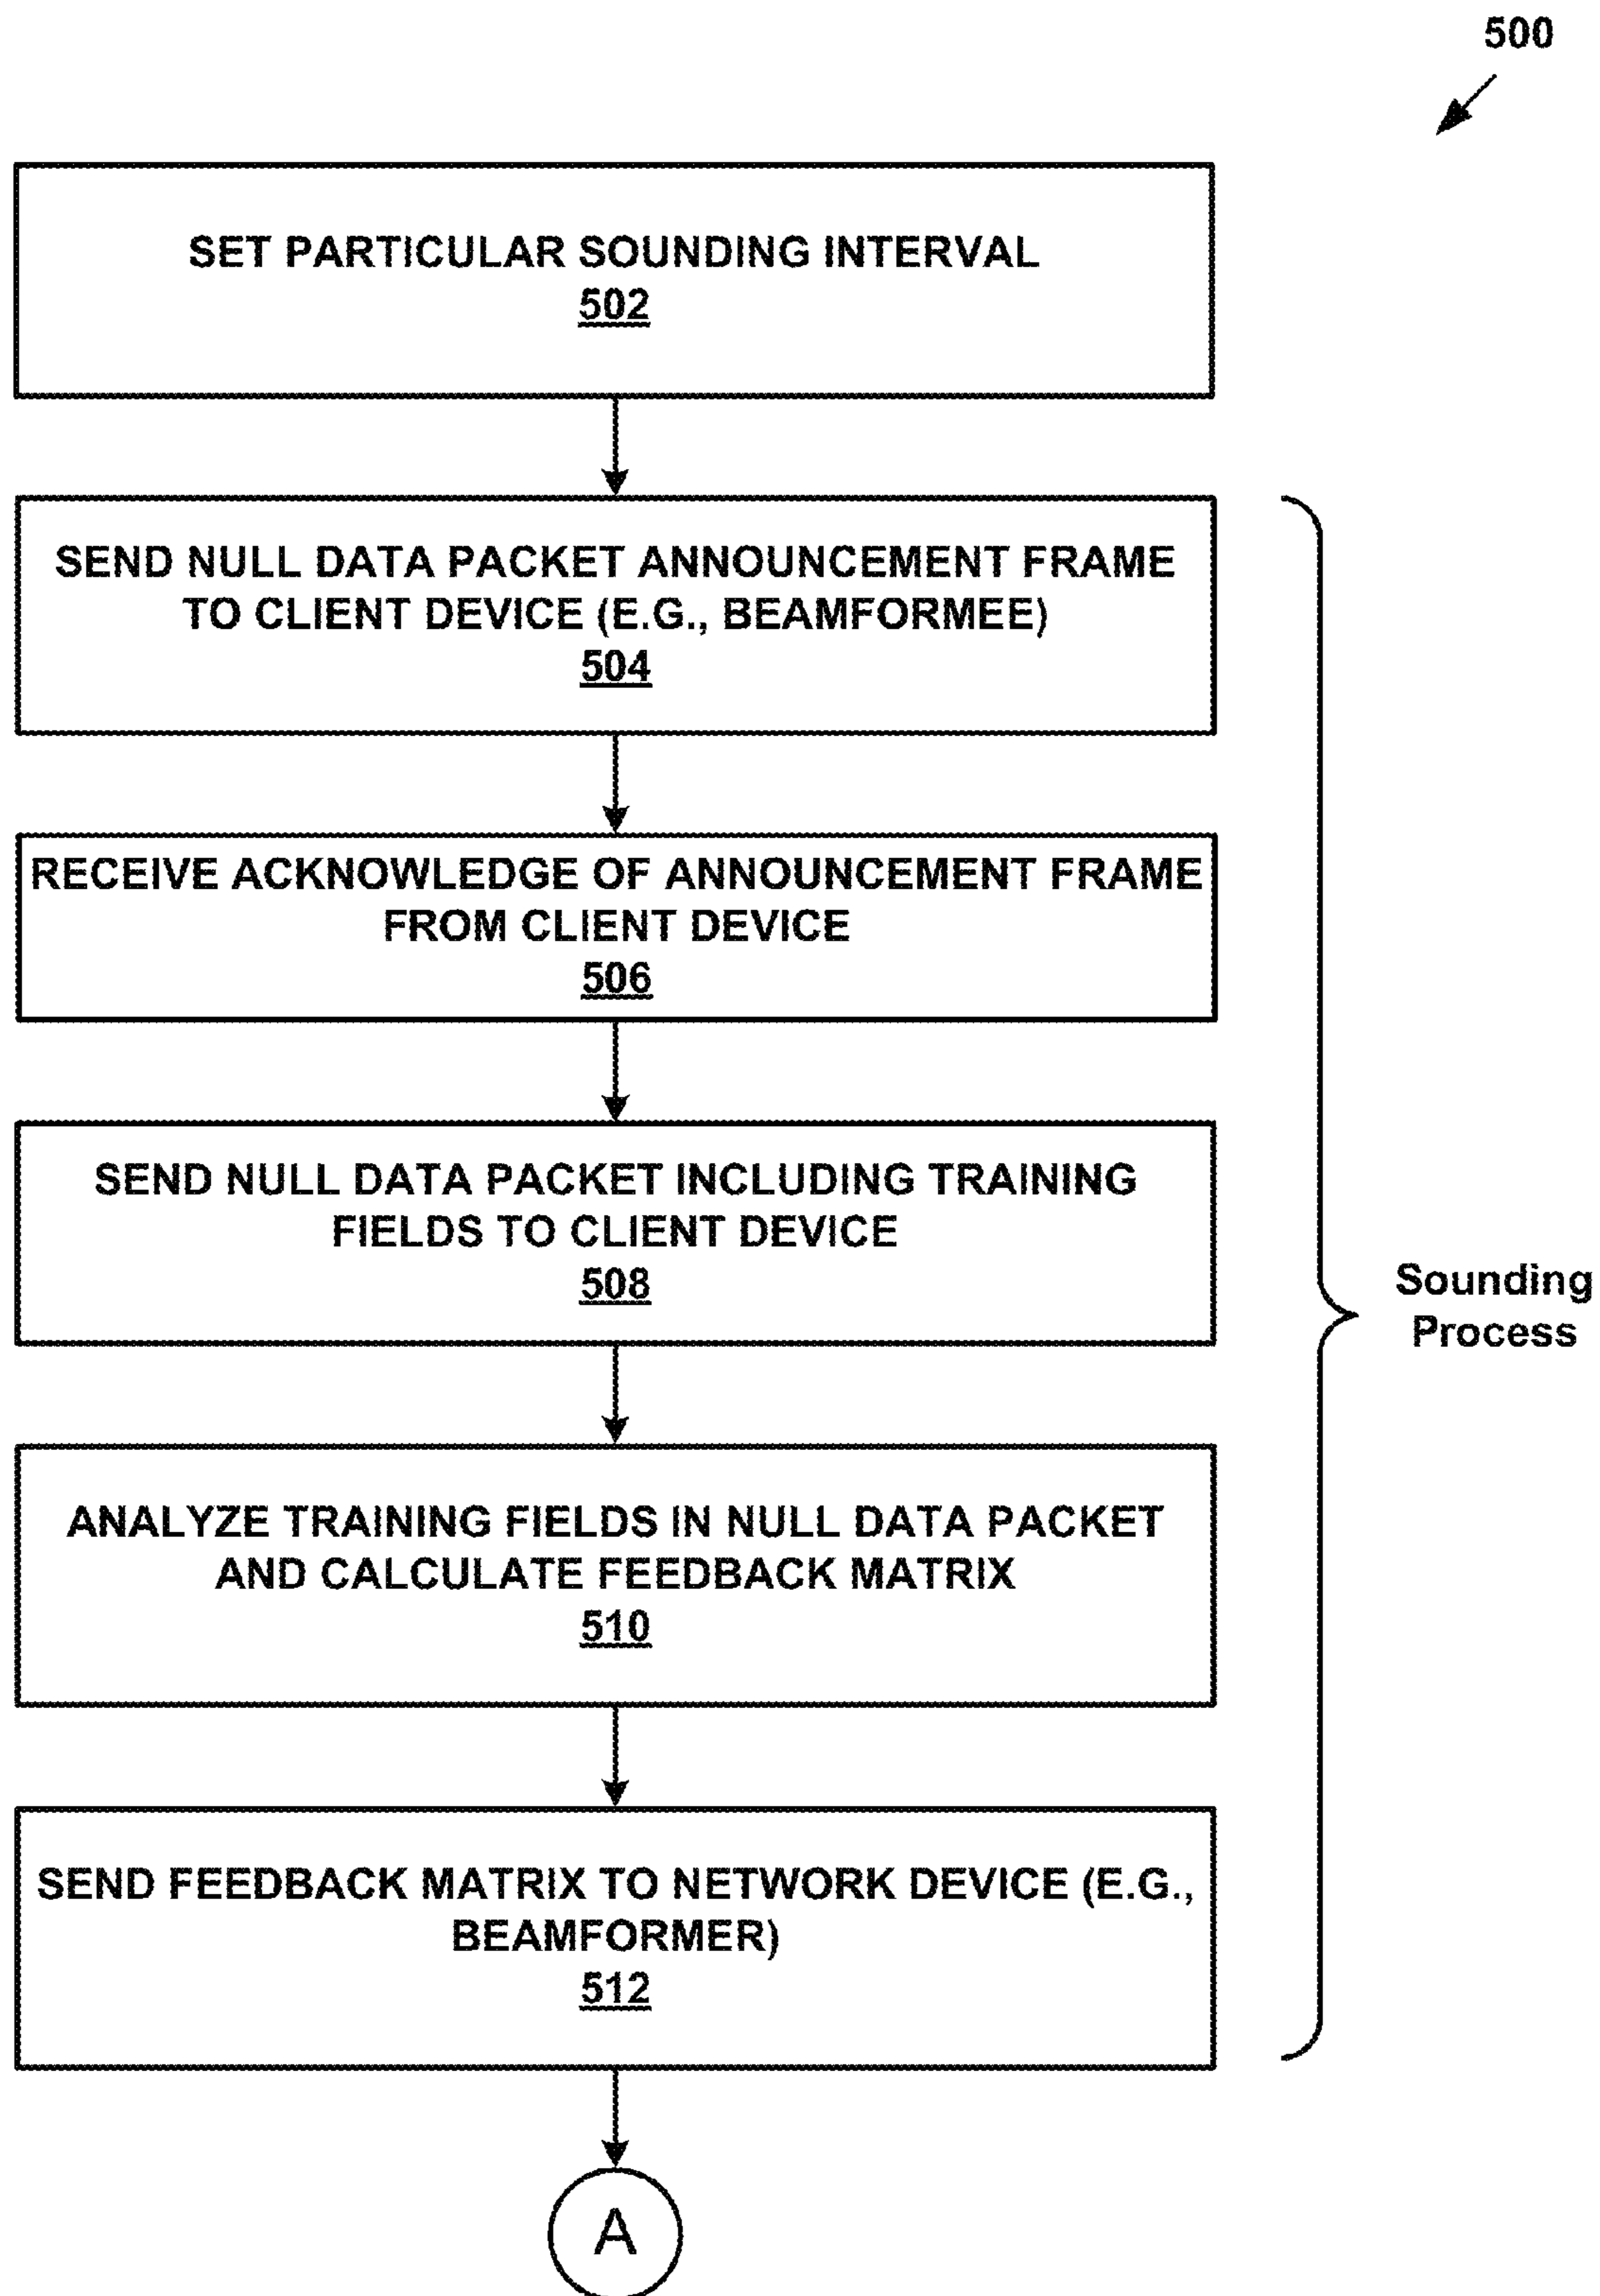 500
SET PARTICULAR SOUNDING INTERVAL
502
SEND NULL DATA PACKET ANNOUNCEMENT FRAME
TO CLIENT DEVICE (E.G., BEAMFORMEE)
504
RECEIVE ACKNOWLEDGE OF ANNOUNCEMENT FRAME
FROM CLIENT DEVICE
506
SEND NULL DATA PACKET INCLUDING TRAINING
FIELDS TO CLIENT DEVICE
508
Sounding
Process
ANALYZE TRAINING FIELDS IN NULL DATA PACKET
AND CALCULATE FEEDBACK MATRIX
510
SEND FEEDBACK MATRIX TO NETWORK DEVICE (E.G.,
BEAMFORMER)
512
A